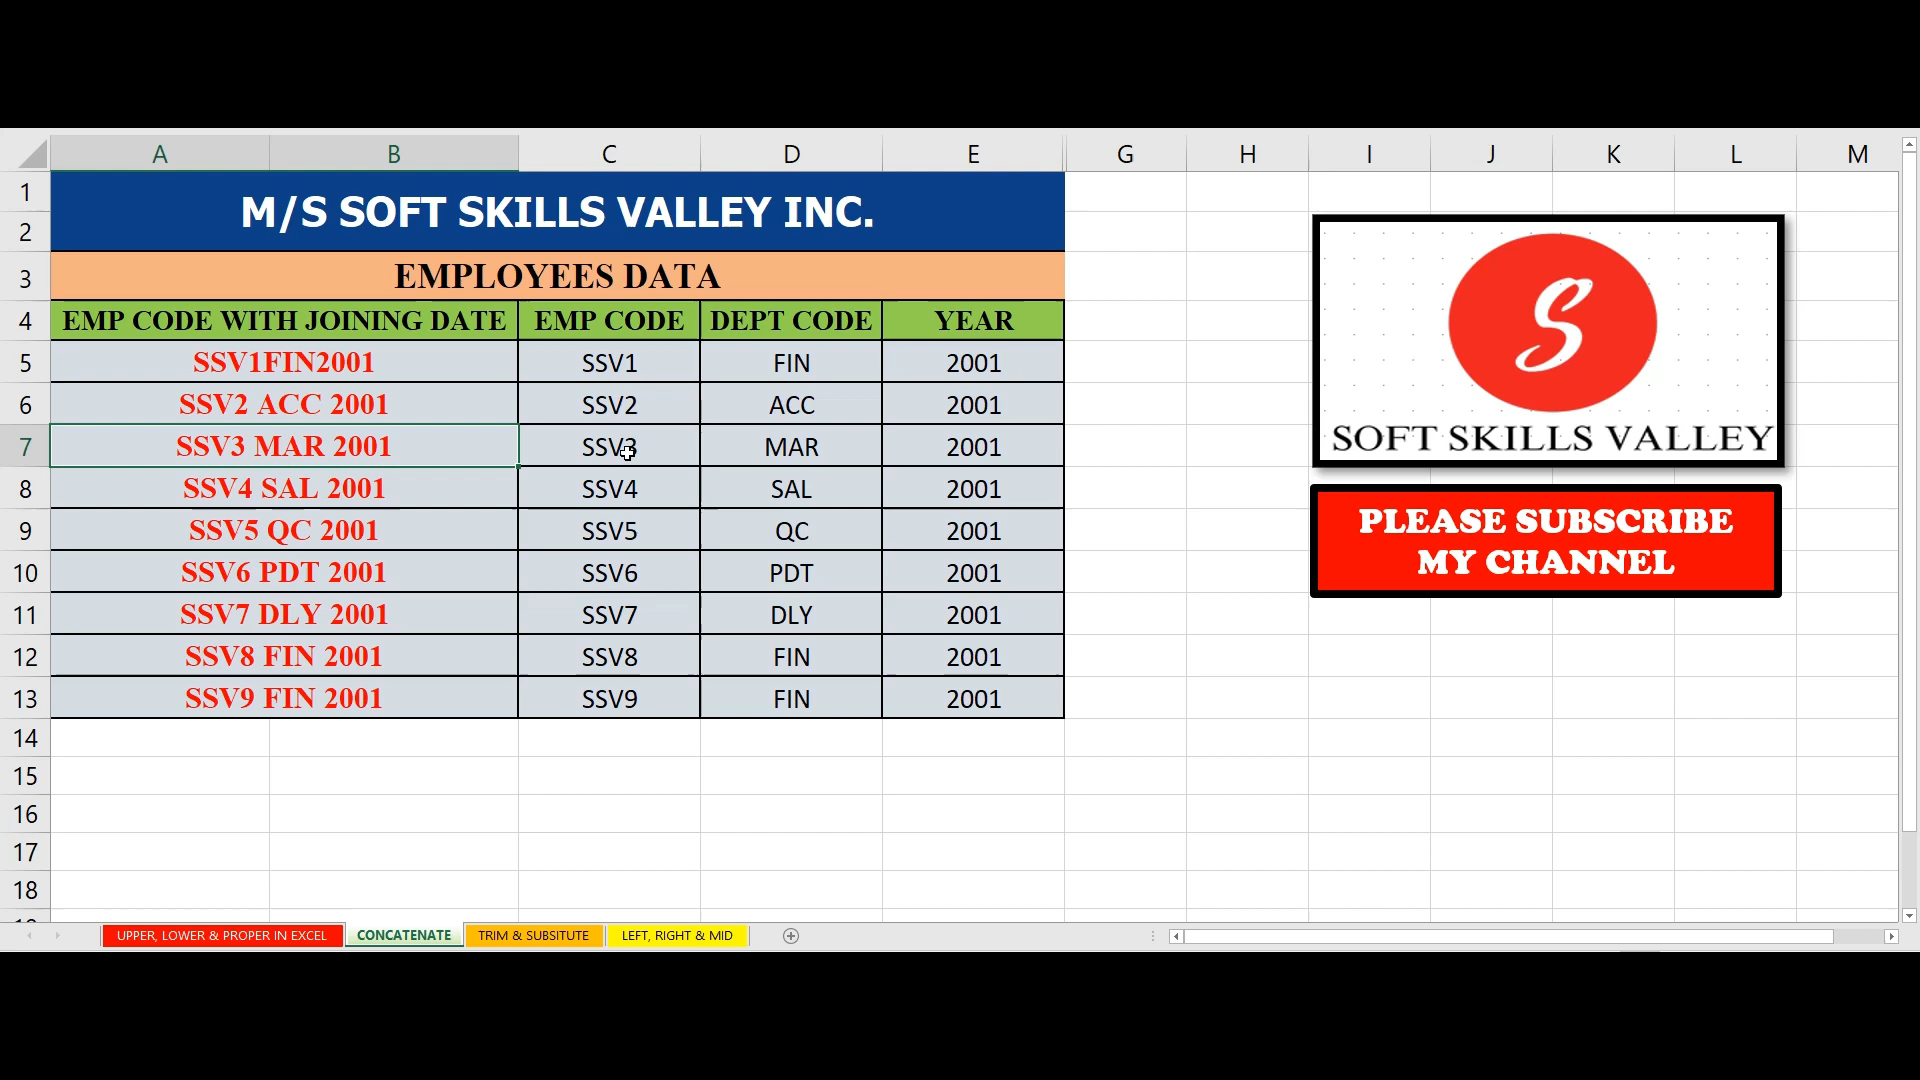 A B C D E G H I J K L M
1
M/S SOFT SKILLS VALLEY INC.
2
3 EMPLOYEES DATA
4 EMP CODE WITH JOINING DATE EMP CODE DEPT CODE YEAR
5 SSV1FIN2001 SSV1 FIN 2001
6 SSV2 ACC 2001 SSV2 ACC 2001
7 SSV3 MAR 2001 SSV3 MAR 2001
8 SSV4 SAL 2001 SSV4 SAL 2001
9 SSV5 QC 2001 SSV5 QC 2001
10 SSV6 PDT 2001 SSV6 PDT 2001
11 SSV7 DLY 2001 SSV7 DLY 2001
12 SSV8 FIN 2001 SSV8 FIN 2001
13 SSV9 FIN 2001 SSV9 FIN 2001
14
15
16
17
18
S
SOFT SKILLS VALLEY
PLEASE SUBSCRIBE
MY CHANNEL
UPPER, LOWER & PROPER IN EXCEL CONCATENATE TRIM & SUBSITUTE LEFT, RIGHT & MID